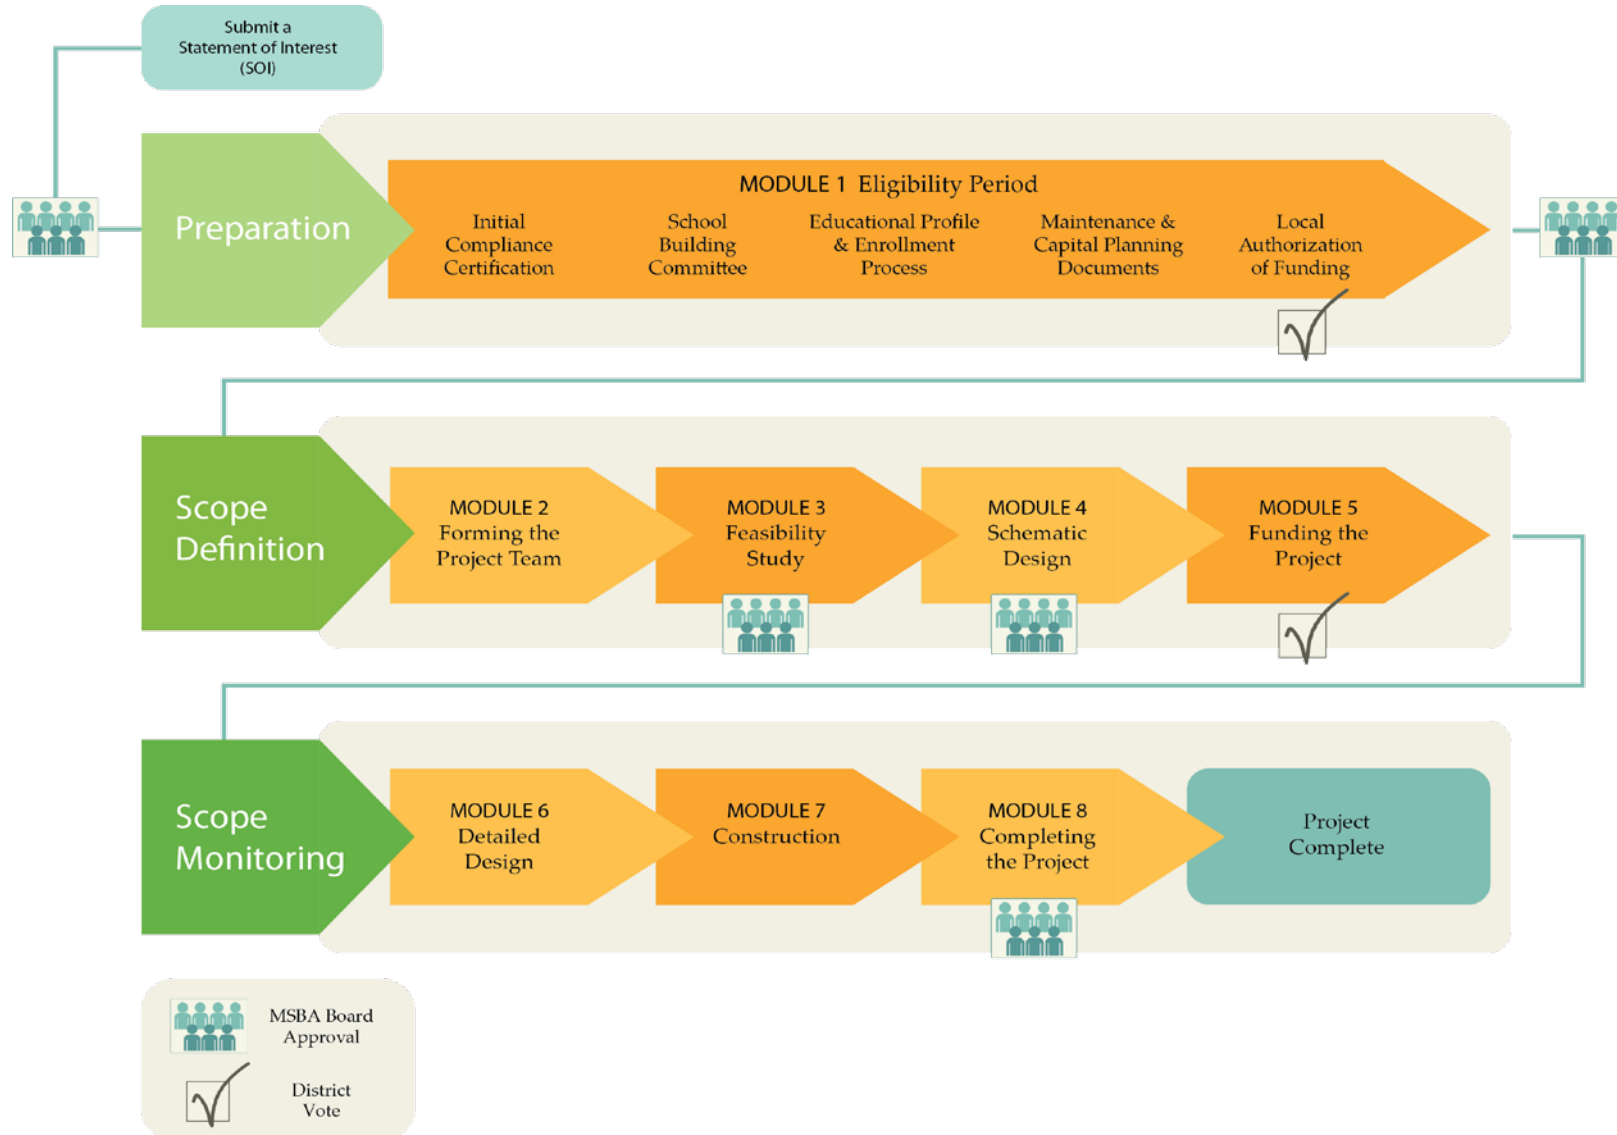 Submit a
Statement of Interest
(SOI)
Preparation
MODULE 1 Eligibility Period
Initial
Compliance
Certification
School
Building
Committee
Educational Profile
& Enrollment
Process
Maintenance &
Capital Planning
Documents
Local
Authorization
of Funding
Scope
Definition
MODULE 2
Forming the
Project Team
MODULE 3
Feasibility
Study
MODULE 4
Schematic
Design
MODULE 5
Funding the
Project
Scope
Monitoring
MODULE 6
Detailed
Design
MODULE 7
Construction
MODULE 8
Completing
the Project
Project
Complete
MSBA Board
Approval
District
Vote